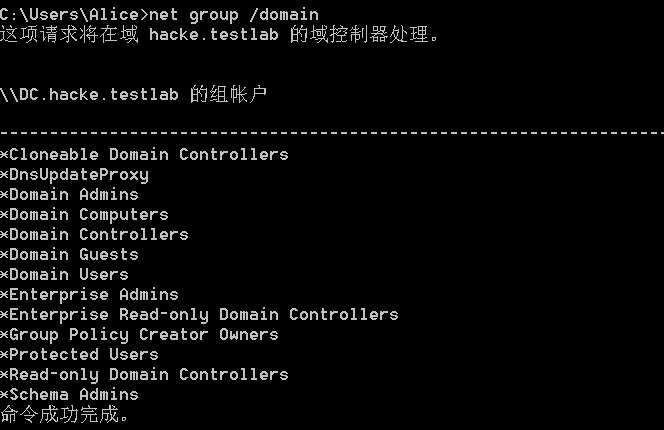 C:\Users\Alice>net group /domain
这项请求将在域 hacke.testlab 的域控制器处理。
\\DC.hacke.testlab 的组帐户
-------------------------------------------------------------------------------
*Cloneable Domain Controllers
*DnsUpdateProxy
*Domain Admins
*Domain Computers
*Domain Controllers
*Domain Guests
*Domain Users
*Enterprise Admins
*Enterprise Read-only Domain Controllers
*Group Policy Creator Owners
*Protected Users
*Read-only Domain Controllers
*Schema Admins
命令成功完成。